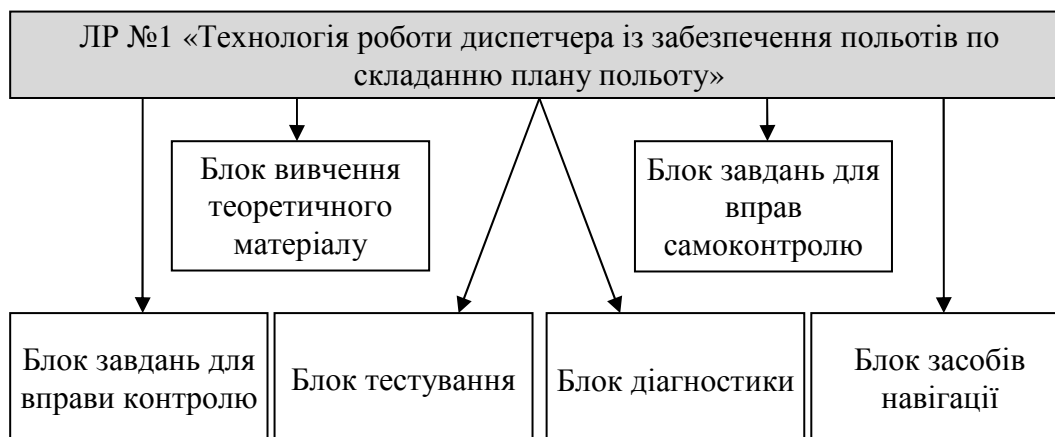 ЛР №1 «Технологія роботи диспетчера із забезпечення польотів по
складанню плану польоту»
Блок вивчення
теоретичного
матеріалу
Блок завдань для
вправ
самоконтролю
Блок завдань для
вправи контролю
Блок тестування
Блок діагностики
Блок засобів
навігації